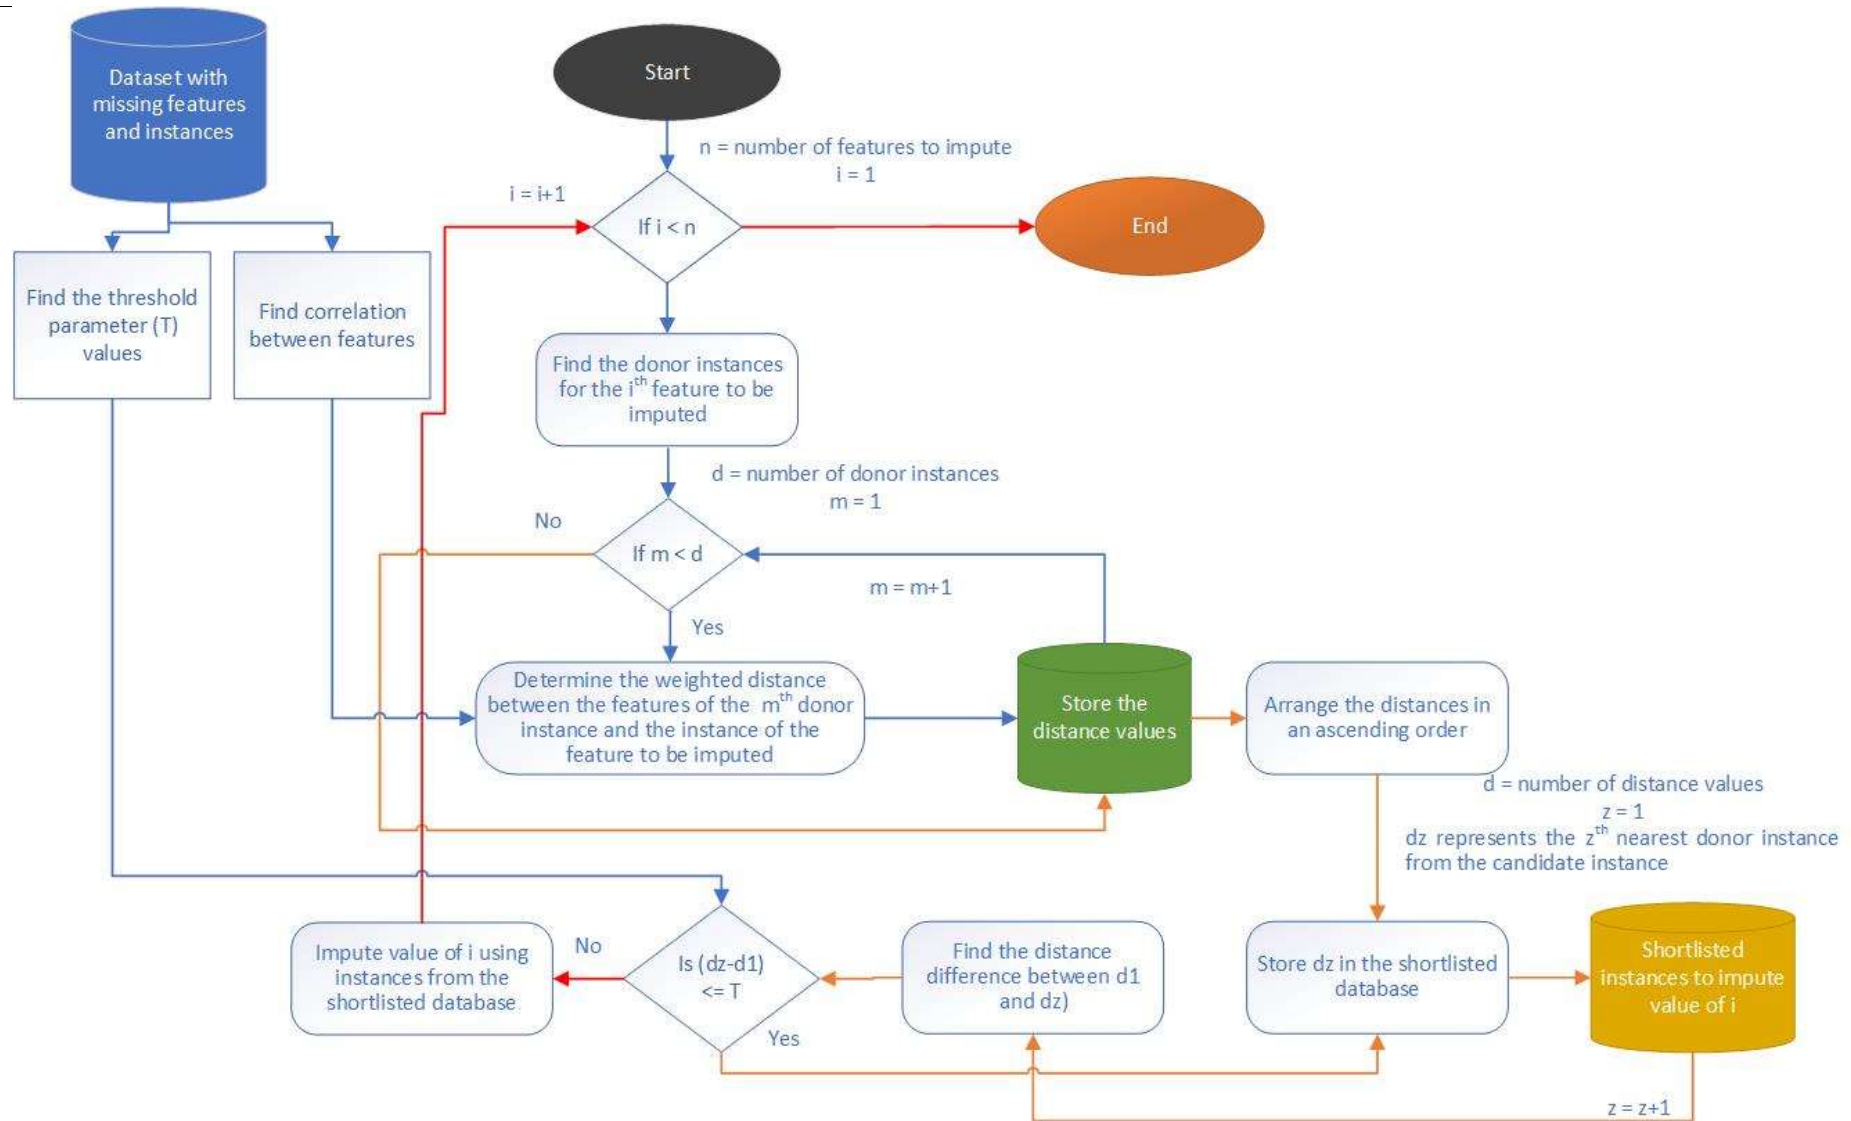 Dataset with
missing features
and instances
Start
n = number of features to impute
i = 1
i = i+1
If i < n
End
Find the threshold
parameter (T)
values
Find correlation
between features
Find the donor instances
for the ith feature to be
imputed
d = number of donor instances
m = 1
No
If m < d
m = m+1
Yes
Determine the weighted distance
between the features of the mth donor
instance and the instance of the
feature to be imputed
Store the
distance values
Arrange the distances in
an ascending order
d = number of distance values
z = 1
dz represents the zth nearest donor instance
from the candidate instance
Impute value of i using
instances from the
shortlisted database
No
Is (dz-d1)
<= T
Yes
Find the distance
difference between d1
and dz)
Store dz in the shortlisted
database
Shortlisted
instances to impute
value of i
z = z+1